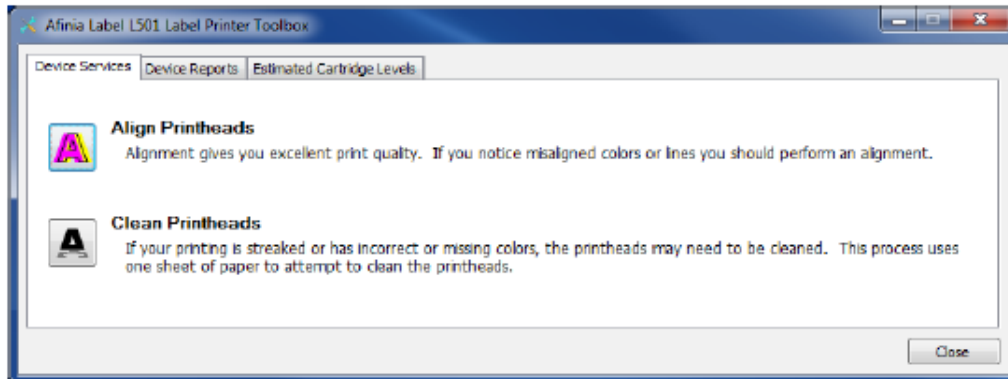 Afinia Label L501 Label Printer Toolbox
Device Services Device Reports Estimated Cartridge Levels
Align Printheads
Alignment gives you excellent print quality. If you notice misaligned colors or lines you should perform an alignment.
Clean Printheads
If your printing is streaked or has incorrect or missing colors, the printheads may need to be cleaned. This process uses
one sheet of paper to attempt to clean the printheads.
Close